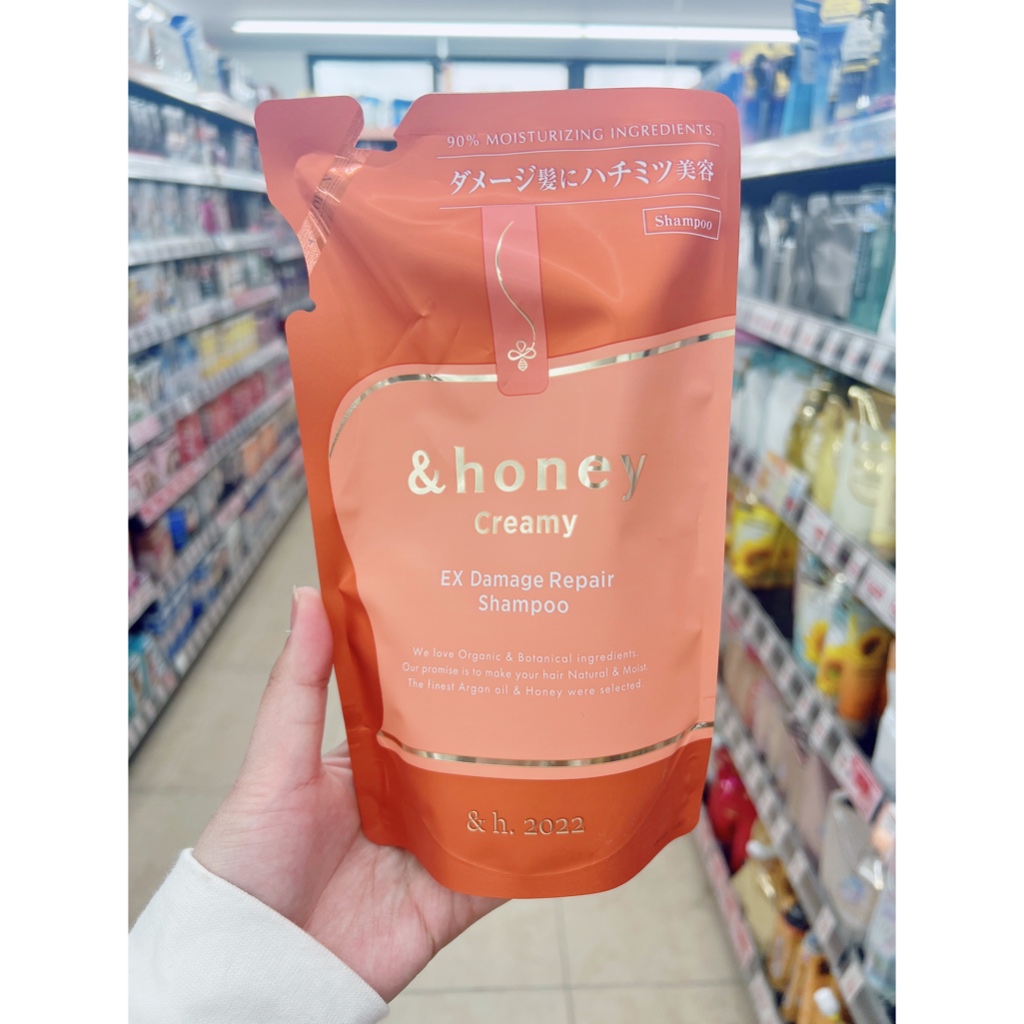 90% MOISTURIZING INGREDIENTS.
ダメージ髪にハチミツ美容
Shampoo
&honey
Creamy
EX Damage Repair
Shampoo
We love Organic & Botanical ingredients.
Our promise is to make your hair Natural & Moist.
The finest Argan oil & Honey were selected.
&h. 2022